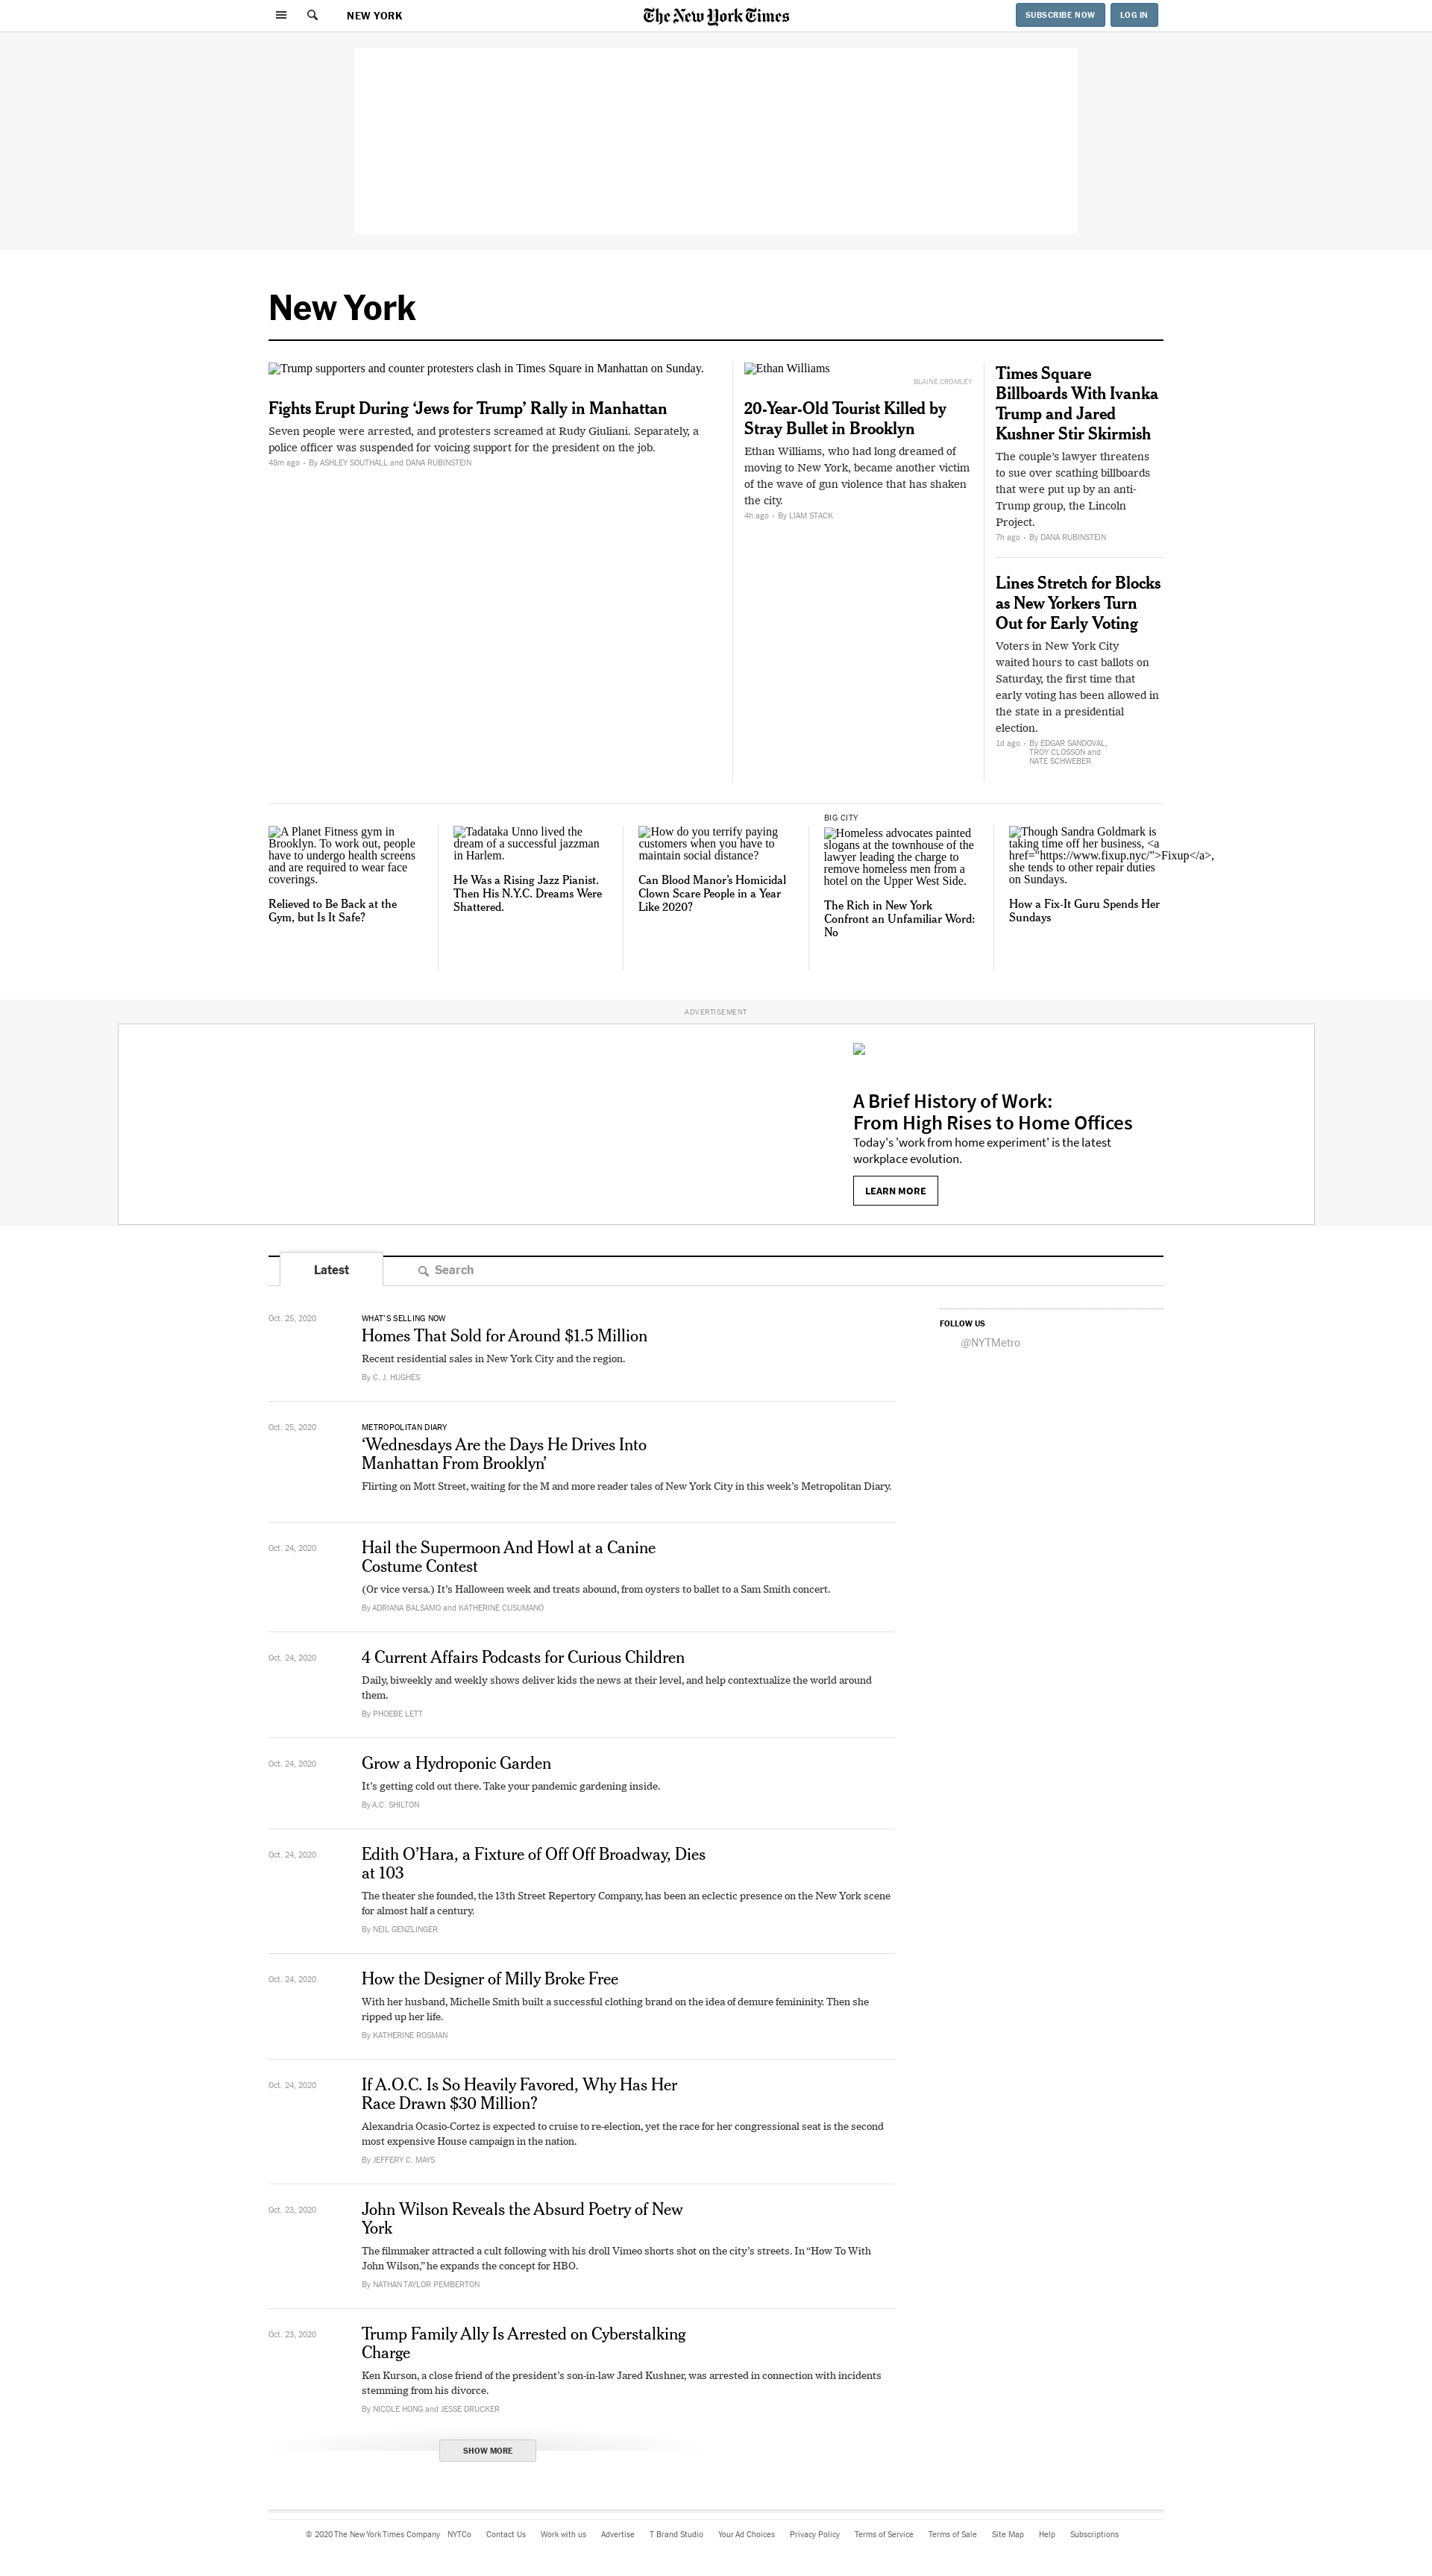 NEW YORK
The New York Times
SUBSCRIBE NOW
LOG IN
New York
Trump supporters and counter protesters clash in Times Square in Manhattan on Sunday.
Fights Erupt During ‘Jews for Trump’ Rally in Manhattan
Seven people were arrested, and protesters screamed at Rudy Giuliani. Separately, a
police officer was suspended for voicing support for the president on the job.
48m ago • By ASHLEY SOUTHALL and DANA RUBINSTEIN
Ethan Williams
BLAINE CROMLEY
20-Year-Old Tourist Killed by
Stray Bullet in Brooklyn
Ethan Williams, who had long dreamed of
moving to New York, became another victim
of the wave of gun violence that has shaken
the city.
4h ago • By LIAM STACK
Times Square
Billboards With Ivanka
Trump and Jared
Kushner Stir Skirmish
The couple’s lawyer threatens
to sue over scathing billboards
that were put up by an anti-
Trump group, the Lincoln
Project.
7h ago • By DANA RUBINSTEIN
Lines Stretch for Blocks
as New Yorkers Turn
Out for Early Voting
Voters in New York City
waited hours to cast ballots on
Saturday, the first time that
early voting has been allowed in
the state in a presidential
election.
1d ago • By EDGAR SANDOVAL,
TROY CLOSSON and
NATE SCHWEBER
A Planet Fitness gym in
Brooklyn. To work out, people
have to undergo health screens
and are required to wear face
coverings.
Relieved to Be Back at the
Gym, but Is It Safe?
Tadataka Unno lived the
dream of a successful jazzman
in Harlem.
He Was a Rising Jazz Pianist.
Then His N.Y.C. Dreams Were
Shattered.
How do you terrify paying
customers when you have to
maintain social distance?
Can Blood Manor’s Homicidal
Clown Scare People in a Year
Like 2020?
BIG CITY
Homeless advocates painted
slogans at the townhouse of the
lawyer leading the charge to
remove homeless men from a
hotel on the Upper West Side.
The Rich in New York
Confront an Unfamiliar Word:
No
Though Sandra Goldmark is
taking time off her business, <a
href="https://www.fixup.nyc/">Fixup</a>,
she tends to other repair duties
on Sundays.
How a Fix-It Guru Spends Her
Sundays
ADVERTISEMENT
A Brief History of Work:
From High Rises to Home Offices
Today's 'work from home experiment' is the latest
workplace evolution.
LEARN MORE
Latest
Search
Oct. 25, 2020
WHAT’S SELLING NOW
Homes That Sold for Around $1.5 Million
Recent residential sales in New York City and the region.
By C. J. HUGHES
FOLLOW US
@NYTMetro
Oct. 25, 2020
METROPOLITAN DIARY
‘Wednesdays Are the Days He Drives Into
Manhattan From Brooklyn’
Flirting on Mott Street, waiting for the M and more reader tales of New York City in this week’s Metropolitan Diary.
Oct. 24, 2020
Hail the Supermoon And Howl at a Canine
Costume Contest
(Or vice versa.) It’s Halloween week and treats abound, from oysters to ballet to a Sam Smith concert.
By ADRIANA BALSAMO and KATHERINE CUSUMANO
Oct. 24, 2020
4 Current Affairs Podcasts for Curious Children
Daily, biweekly and weekly shows deliver kids the news at their level, and help contextualize the world around
them.
By PHOEBE LETT
Oct. 24, 2020
Grow a Hydroponic Garden
It’s getting cold out there. Take your pandemic gardening inside.
By A.C. SHILTON
Oct. 24, 2020
Edith O’Hara, a Fixture of Off Off Broadway, Dies
at 103
The theater she founded, the 13th Street Repertory Company, has been an eclectic presence on the New York scene
for almost half a century.
By NEIL GENZLINGER
Oct. 24, 2020
How the Designer of Milly Broke Free
With her husband, Michelle Smith built a successful clothing brand on the idea of demure femininity. Then she
ripped up her life.
By KATHERINE ROSMAN
Oct. 24, 2020
If A.O.C. Is So Heavily Favored, Why Has Her
Race Drawn $30 Million?
Alexandria Ocasio-Cortez is expected to cruise to re-election, yet the race for her congressional seat is the second
most expensive House campaign in the nation.
By JEFFERY C. MAYS
Oct. 23, 2020
John Wilson Reveals the Absurd Poetry of New
York
The filmmaker attracted a cult following with his droll Vimeo shorts shot on the city’s streets. In “How To With
John Wilson,” he expands the concept for HBO.
By NATHAN TAYLOR PEMBERTON
Oct. 23, 2020
Trump Family Ally Is Arrested on Cyberstalking
Charge
Ken Kurson, a close friend of the president’s son-in-law Jared Kushner, was arrested in connection with incidents
stemming from his divorce.
By NICOLE HONG and JESSE DRUCKER
SHOW MORE
© 2020 The New York Times Company NYTCo Contact Us Work with us Advertise T Brand Studio Your Ad Choices Privacy Policy Terms of Service Terms of Sale Site Map Help Subscriptions